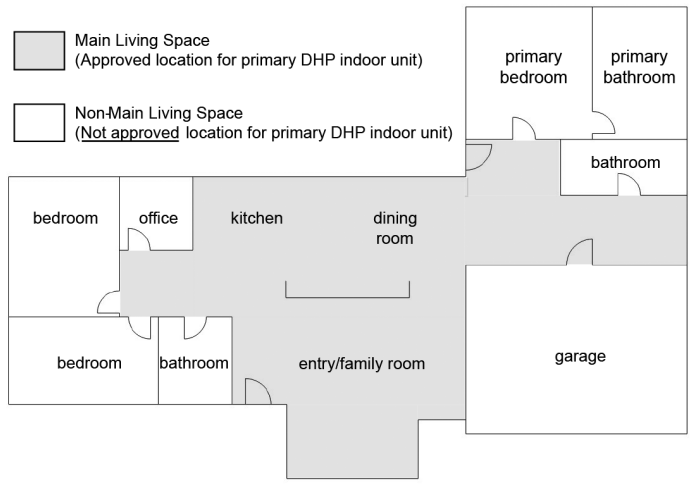 Main Living Space
(Approved location for primary DHP indoor unit)
Non-Main Living Space
(Not approved location for primary DHP indoor unit)
primary
bedroom
primary
bathroom
bathroom
bedroom
office
kitchen
dining
room
bedroom
bathroom
entry/family room
garage